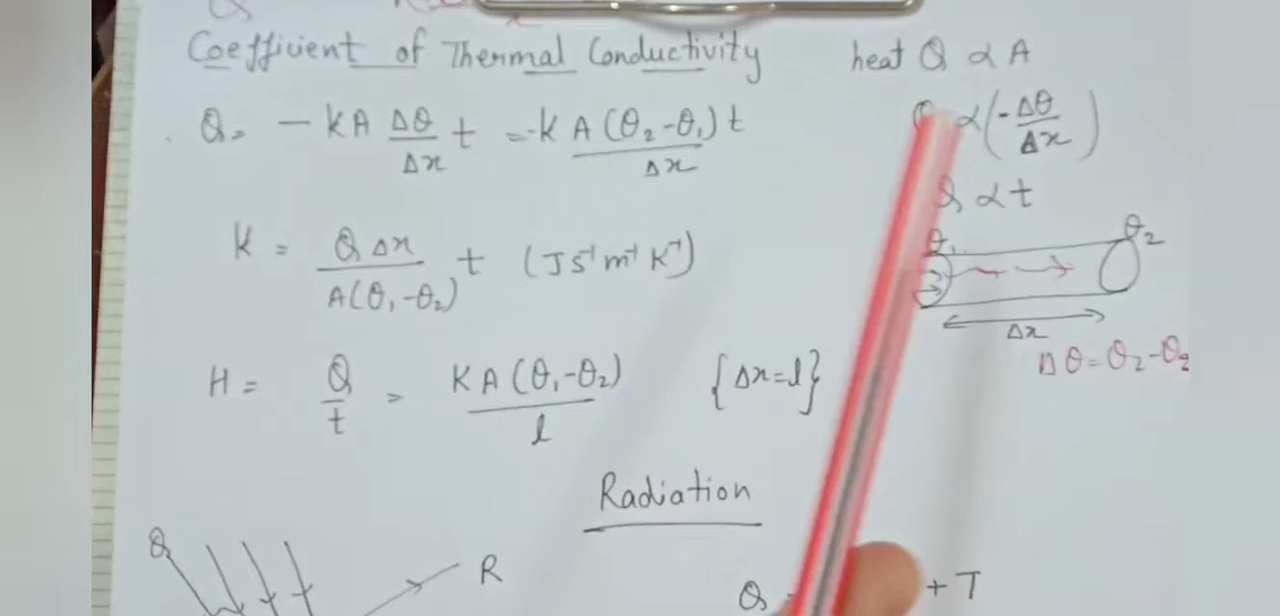 Coefficient of Thermal Conductivity
Q = - KA Δθ/Δx t = -K A(θ₂-θ₁)t/Δx
K = QΔx/A(θ₁-θ₂) t (J s⁻¹ m⁻¹ K⁻¹)
H = Q/t = KA(θ₁-θ₂)/l {Δx=l}
heat Q α A
α(-Δθ/Δx)
Q α t
θ₁ θ₂
Δx
Δθ = θ₂-θ₂
Radiation
Q
R
Q
+ T